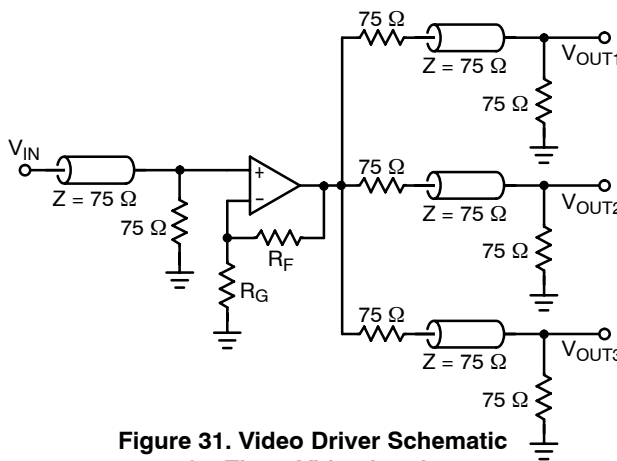 75 Ω
Z = 75 Ω
VOUT1
75 Ω
VIN
Z = 75 Ω
75 Ω
+
−
RF
RG
75 Ω
Z = 75 Ω
VOUT2
75 Ω
75 Ω
Z = 75 Ω
VOUT3
75 Ω
Figure 31. Video Driver Schematic